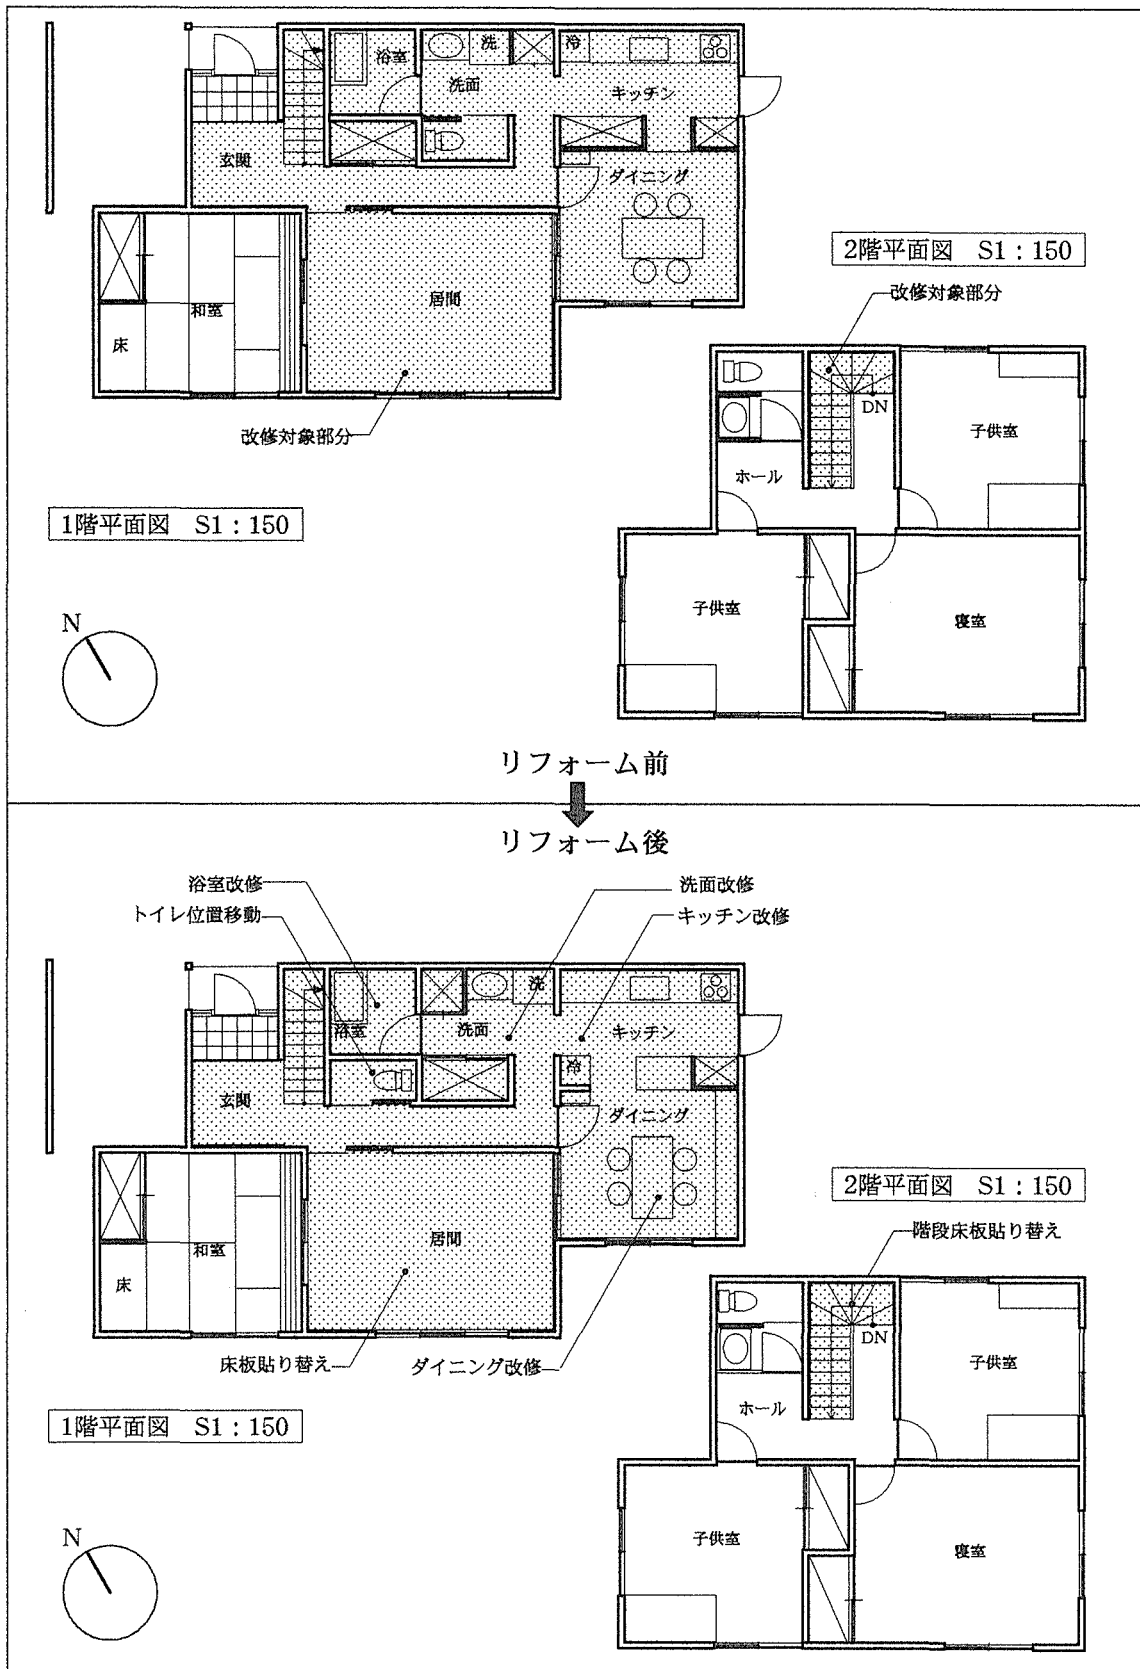 浴室
洗
冷
洗面
キッチン
玄関
ダイニング
居間
和室
床
改修対象部分
1階平面図 S1:150
N
2階平面図 S1:150
改修対象部分
DN
子供室
ホール
子供室
寝室
リフォーム前
リフォーム後
浴室改修
トイレ位置移動
洗面改修
キッチン改修
洗
浴室
洗面
キッチン
冷
玄関
ダイニング
居間
和室
床
床板貼り替え
ダイニング改修
1階平面図 S1:150
N
2階平面図 S1:150
階段床板貼り替え
DN
子供室
ホール
子供室
寝室